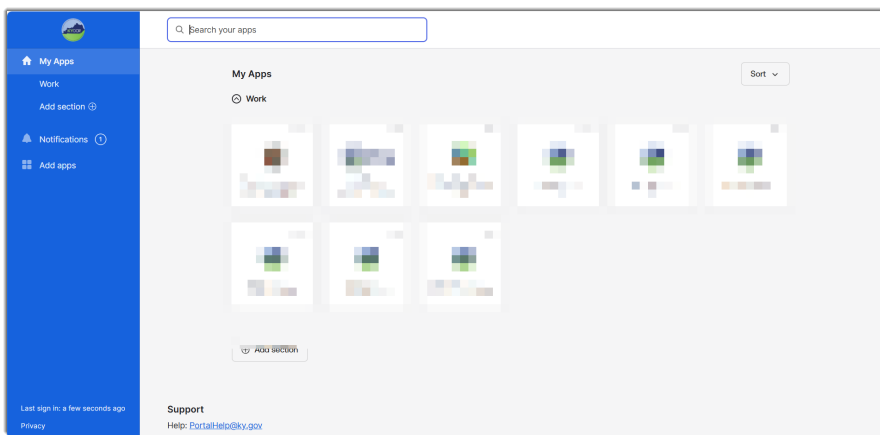 Search your apps
My Apps
Work
Add section
Notifications 1
Add apps
My Apps
Sort
Work
Add section
Last sign in: a few seconds ago
Privacy
Support
Help: PortalHelp@ky.gov